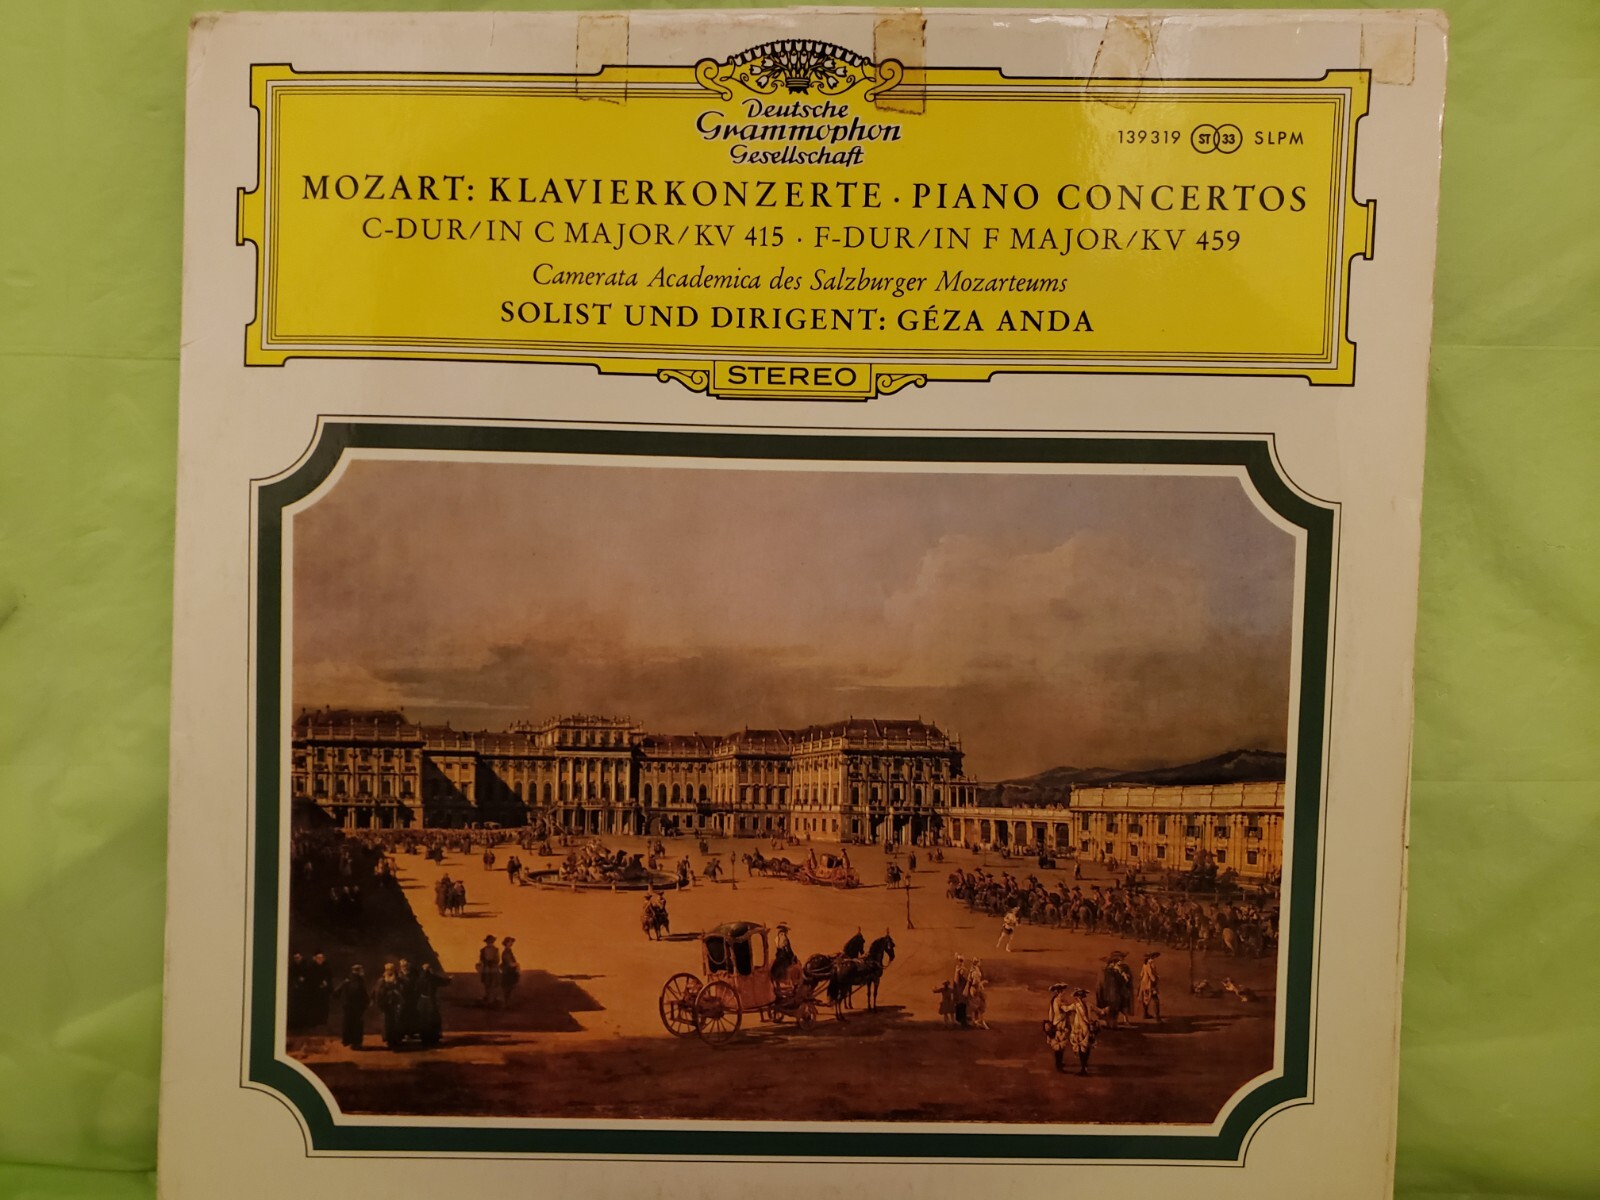 Deutsche
Grammophon
Gesellschaft
139319 ST 33 SLPM
MOZART: KLAVIERKONZERTE · PIANO CONCERTOS
C-DUR/IN C MAJOR/KV 415 · F-DUR/IN F MAJOR/KV 459
Camerata Academica des Salzburger Mozarteums
SOLIST UND DIRIGENT: GÉZA ANDA
STEREO